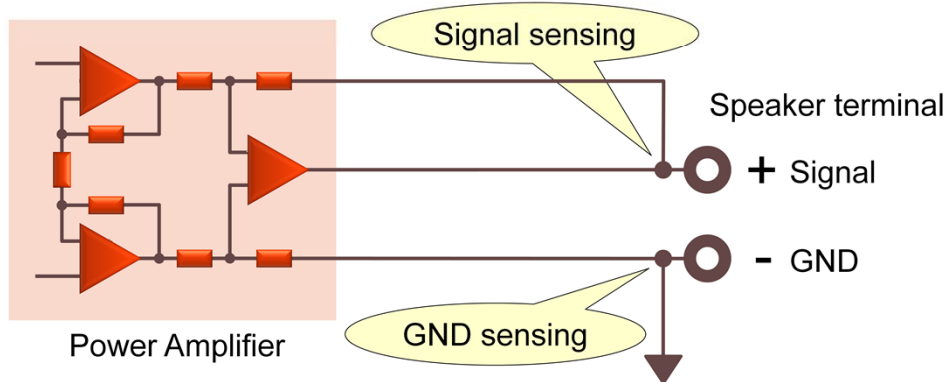 Signal sensing
Speaker terminal
+ Signal
- GND
GND sensing
Power Amplifier